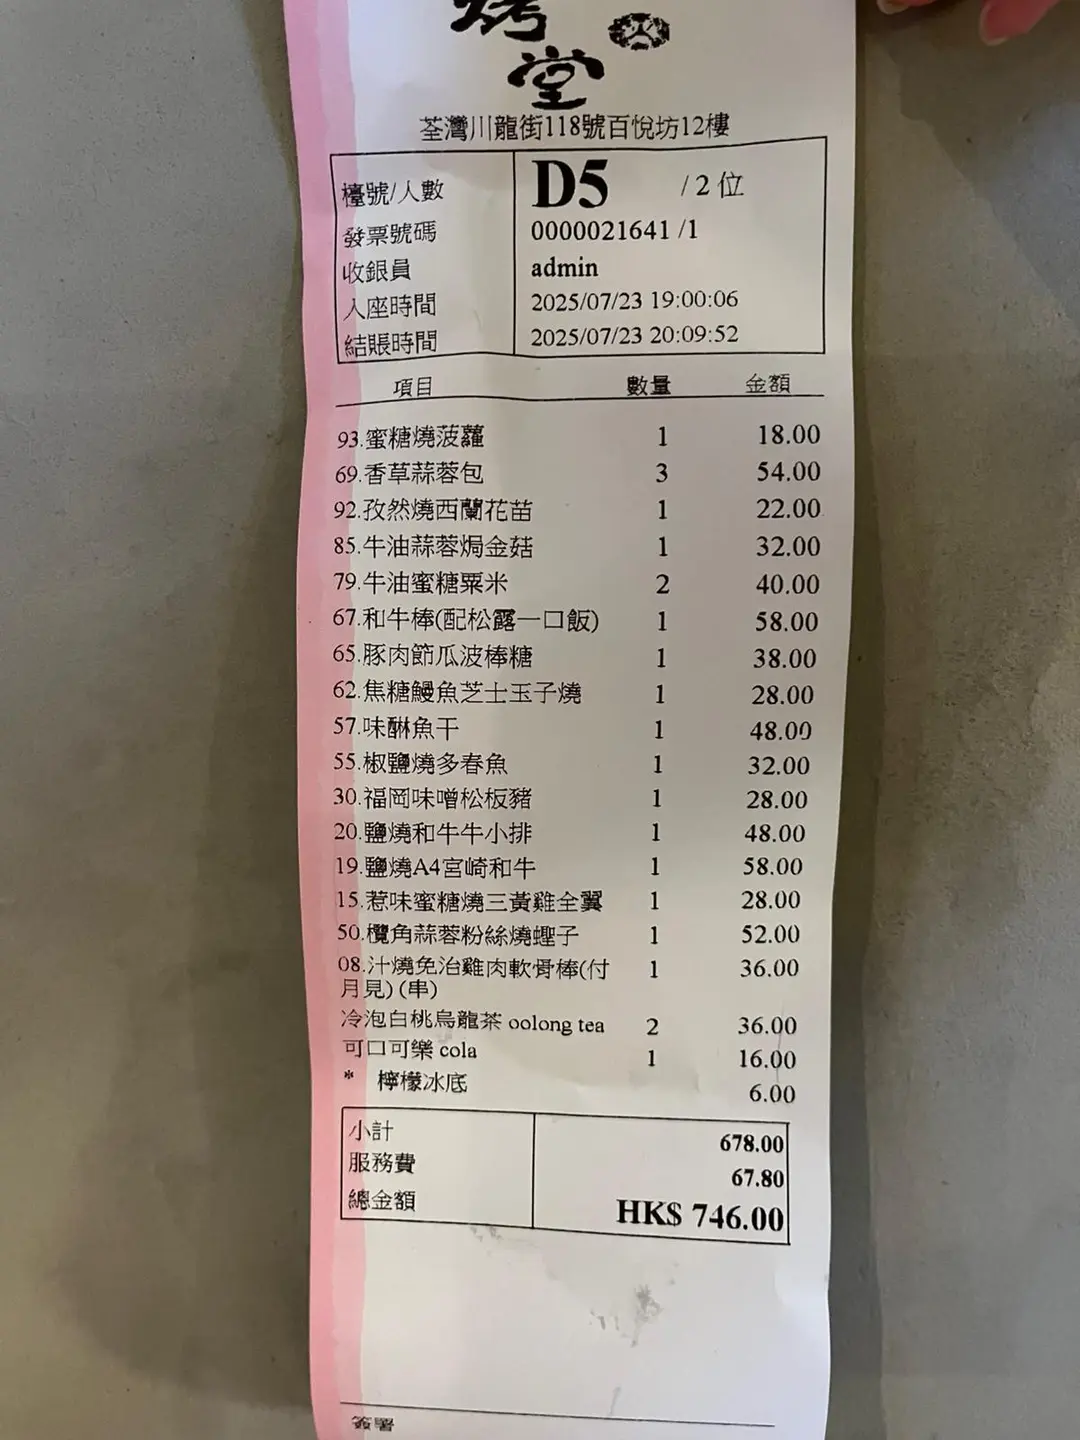 烤
堂
荃灣川龍街118號百悅坊12樓
檯號/人數 D5 /2 位
發票號碼 0000021641 /1
收銀員 admin
入座時間 2025/07/23 19:00:06
結賬時間 2025/07/23 20:09:52
項目 數量 金額
93.蜜糖燒菠蘿 1 18.00
69.香草蒜蓉包 3 54.00
92.孜然燒西蘭花苗 1 22.00
85.牛油蒜蓉焗金菇 1 32.00
79.牛油蜜糖粟米 2 40.00
67.和牛棒(配松露一口飯) 1 58.00
65.豚肉節瓜波棒糖 1 38.00
62.焦糖鰻魚芝士玉子燒 1 28.00
57.味醂魚干 1 48.00
55.椒鹽燒多春魚 1 32.00
30.福岡味噌松板豬 1 28.00
20.鹽燒和牛牛小排 1 48.00
19.鹽燒A4宮崎和牛 1 58.00
15.惹味蜜糖燒三黃雞全翼 1 28.00
50.欖角蒜蓉粉絲燒蟶子 1 52.00
08.汁燒免治雞肉軟骨棒(付 1 36.00
月見) (串)
冷泡白桃烏龍茶 oolong tea 2 36.00
可口可樂 cola 1 16.00
* 檸檬冰底 6.00
小計 678.00
服務費 67.80
總金額 HK$ 746.00